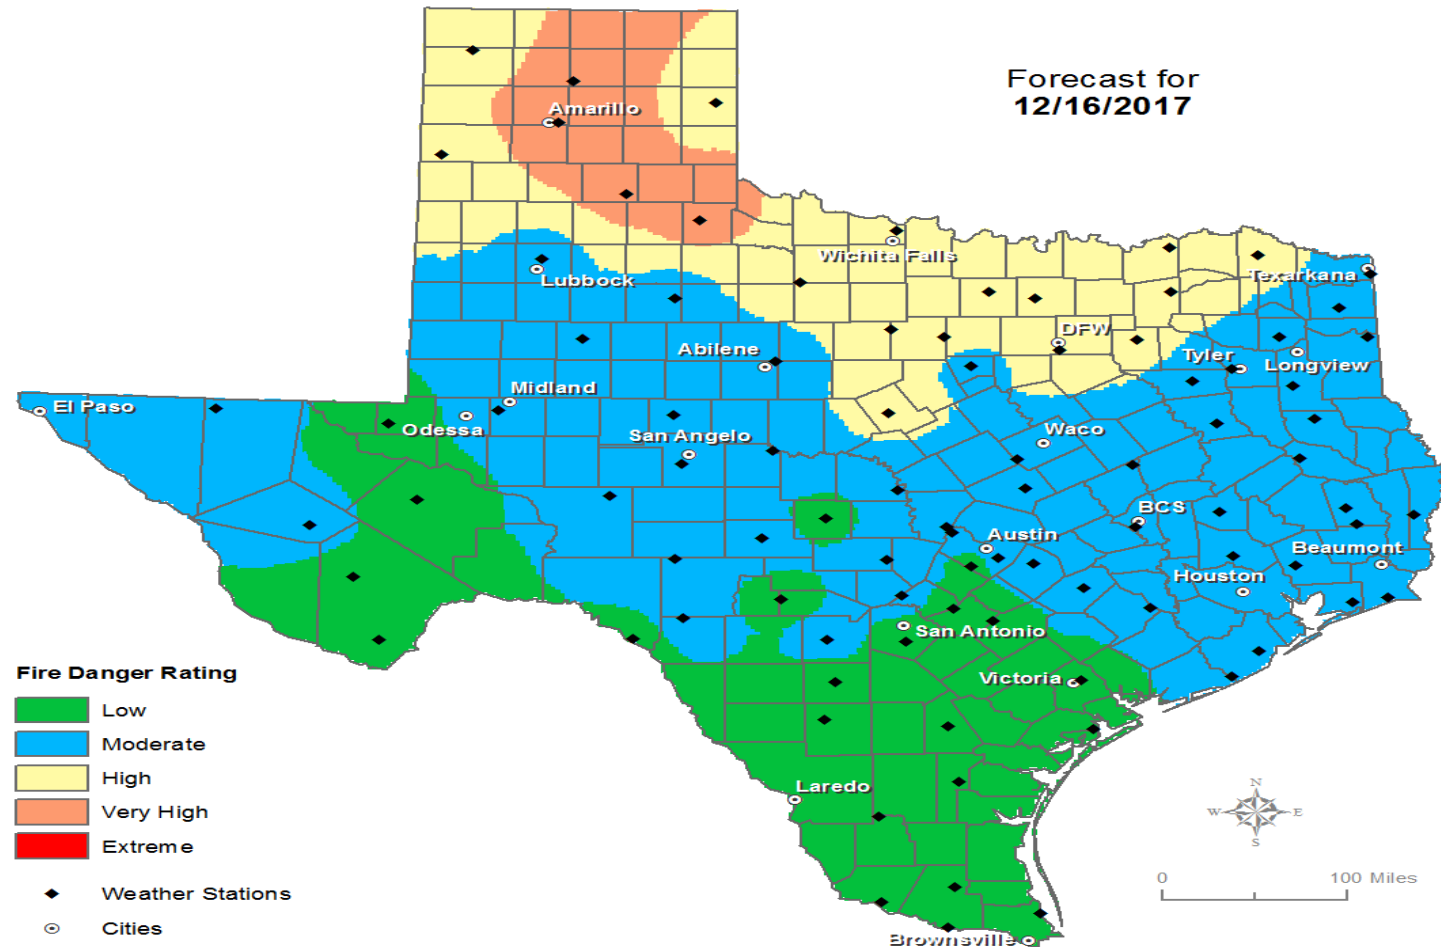 Forecast for
12/16/2017
Amarillo
Wichita Falls
Texarkana
Lubbock
DFW
Abilene
Tyler
Longview
Midland
El Paso
Odessa
San Angelo
Waco
BCS
Austin
Beaumont
Houston
San Antonio
Victoria
Laredo
Brownsville
Fire Danger Rating
Low
Moderate
High
Very High
Extreme
Weather Stations
Cities
N
W E
S
0 100 Miles